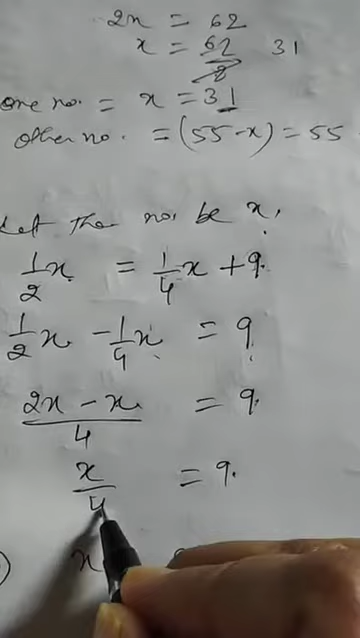 2x = 62
x = 62/2 31
one no. = x = 31
other no. = (55-x) = 55
Let the no. be x.
1/2 x = 1/4 x + 9.
1/2 x - 1/4 x = 9
2x - x / 4 = 9.
x/4 = 9.
x